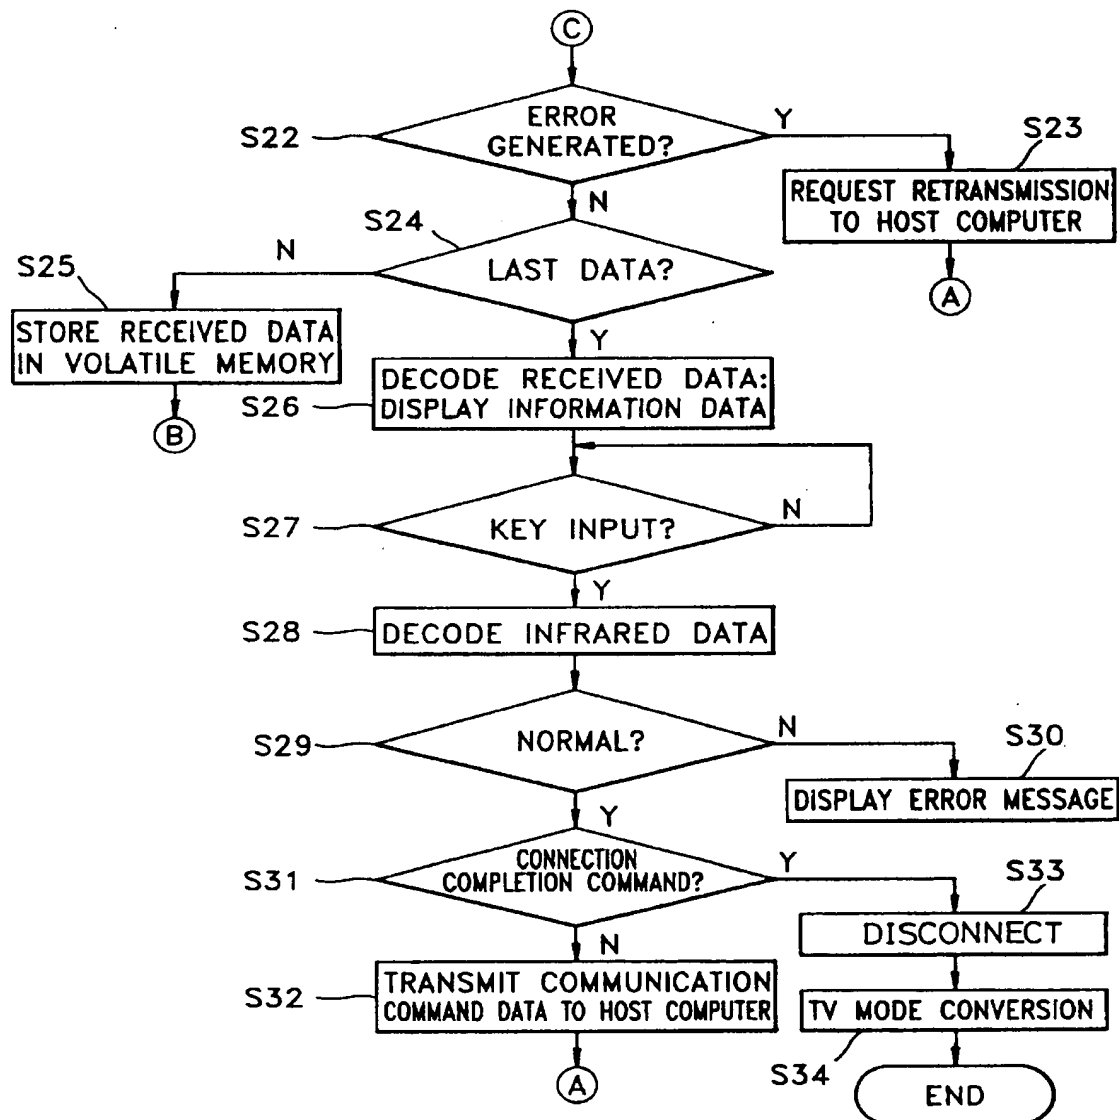 C
ERROR
GENERATED?
S22
Y
S23
REQUEST RETRANSMISSION
TO HOST COMPUTER
A
N
S24
LAST DATA?
N
S25
STORE RECEIVED DATA
IN VOLATILE MEMORY
B
Y
DECODE RECEIVED DATA:
DISPLAY INFORMATION DATA
S26
S27
KEY INPUT?
N
Y
S28
DECODE INFRARED DATA
S29
NORMAL?
N
S30
DISPLAY ERROR MESSAGE
Y
CONNECTION
COMPLETION COMMAND?
S31
Y
S33
DISCONNECT
N
TRANSMIT COMMUNICATION
COMMAND DATA TO HOST COMPUTER
S32
A
TV MODE CONVERSION
S34
END